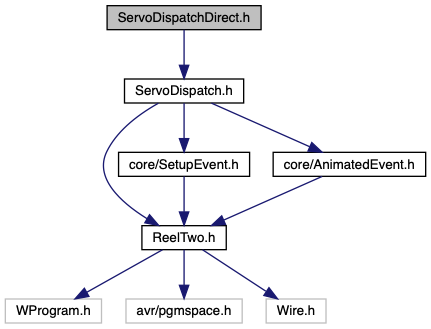 ServoDispatchDirect.h
ServoDispatch.h
core/SetupEvent.h
core/AnimatedEvent.h
ReelTwo.h
WProgram.h
avr/pgmspace.h
Wire.h